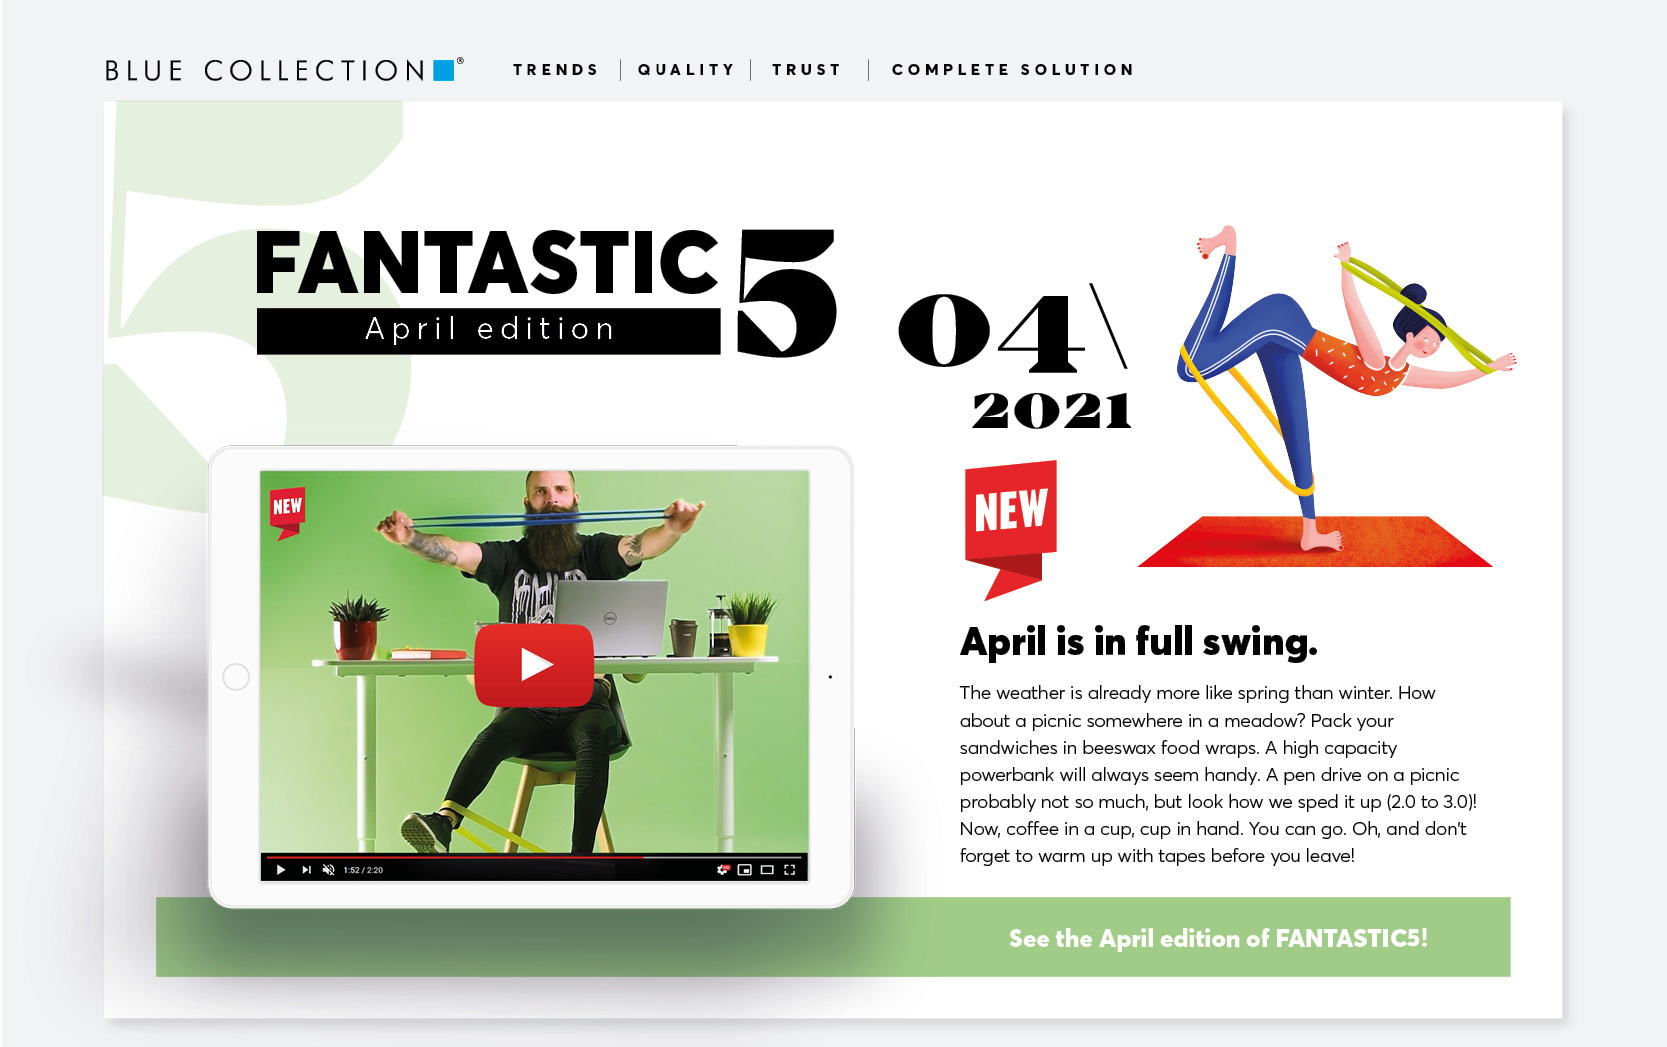 BLUE COLLECTION ®
TRENDS | QUALITY | TRUST | COMPLETE SOLUTION
FANTASTIC 5
April edition
04\
2021
NEW
NEW
DELL
1:52 / 2:20
April is in full swing.
The weather is already more like spring than winter. How
about a picnic somewhere in a meadow? Pack your
sandwiches in beeswax food wraps. A high capacity
powerbank will always seem handy. A pen drive on a picnic
probably not so much, but look how we sped it up (2.0 to 3.0)!
Now, coffee in a cup, cup in hand. You can go. Oh, and don't
forget to warm up with tapes before you leave!
See the April edition of FANTASTIC5!